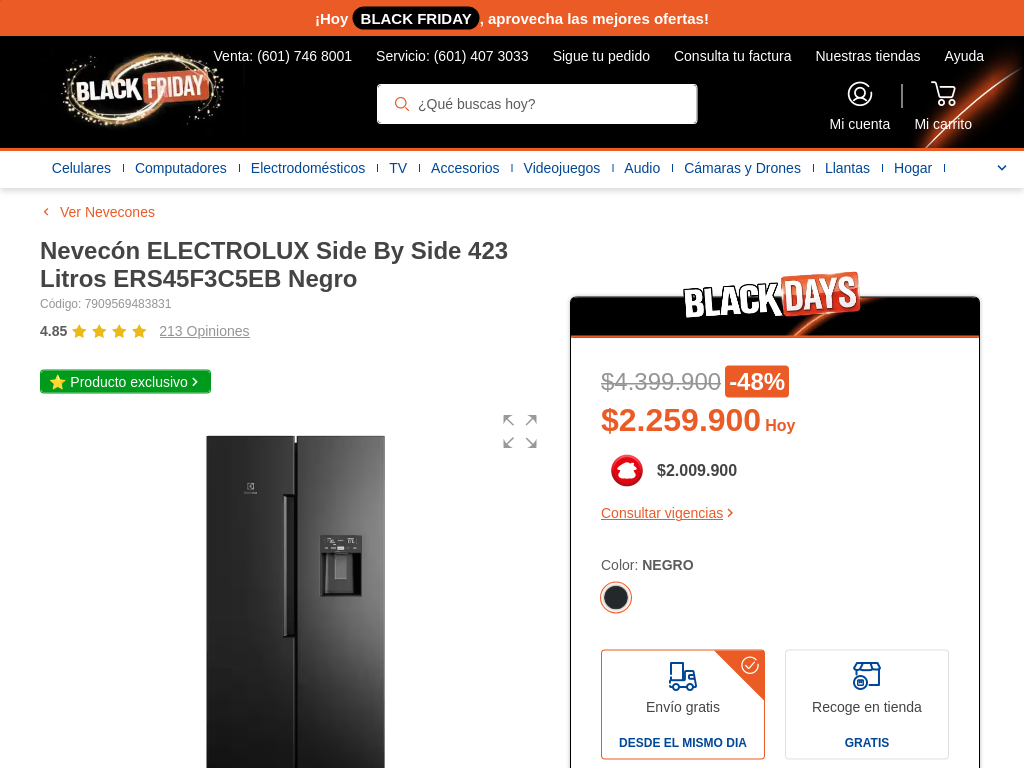 ¡Hoy BLACK FRIDAY, aprovecha las mejores ofertas!
Venta: (601) 746 8001 Servicio: (601) 407 3033 Sigue tu pedido Consulta tu factura Nuestras tiendas Ayuda
BLACK FRIDAY
¿Qué buscas hoy?
Mi cuenta Mi carrito
Celulares Computadores Electrodomésticos TV Accesorios Videojuegos Audio Cámaras y Drones Llantas Hogar
Ver Nevecones
Nevecón ELECTROLUX Side By Side 423
Litros ERS45F3C5EB Negro
Código: 7909569483831
4.85 213 Opiniones
Producto exclusivo
BLACK DAYS
$4.399.900 -48%
$2.259.900 Hoy
$2.009.900
Consultar vigencias
Color: NEGRO
Envío gratis
DESDE EL MISMO DIA
Recoge en tienda
GRATIS